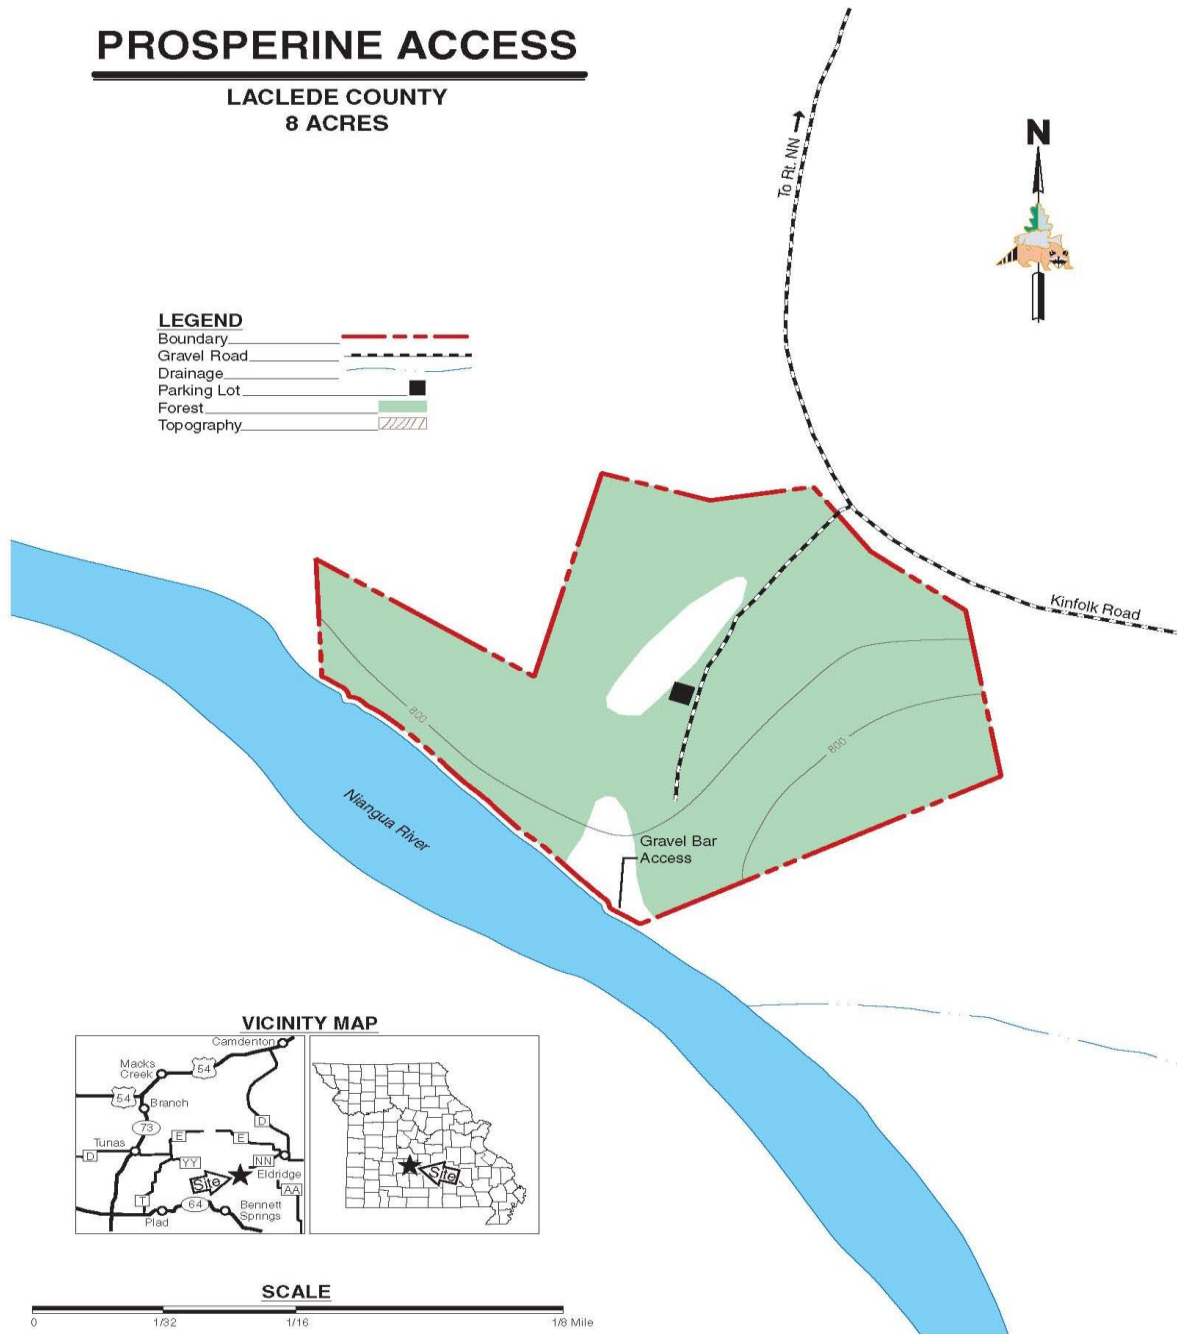 PROSPERINE ACCESS
LACLEDE COUNTY
8 ACRES
To Rt. NN
N
LEGEND
Boundary
Gravel Road
Drainage
Parking Lot
Forest
Topography
Kinfolk Road
800
800
Niangua River
Gravel Bar
Access
VICINITY MAP
Camdenton
Macks
Creek
54
54
Branch
73
D
Tunas
E
E
D
YY
NN
Eldridge
Site
AA
T
64
Bennett
Springs
Plad
Site
SCALE
0
1/32
1/16
1/8 Mile